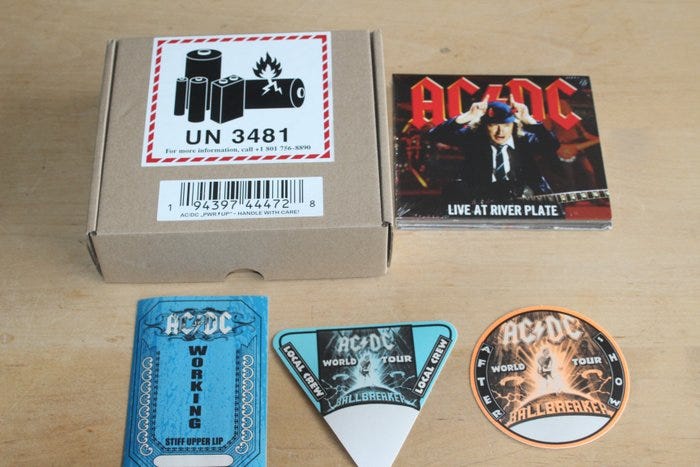 UN 3481
For more information, call +1 801 756-8890
1 94397 44472 8
AC/DC „PWR⚡UP" - HANDLE WITH CARE!
AC⚡DC
LIVE AT RIVER PLATE
AC⚡DC
WORKING
STIFF UPPER LIP
AC⚡DC
LOCAL CREW
WORLD TOUR
LOCAL CREW
BALLBREAKER
AC⚡DC
AFTER SHOW
WORLD TOUR
BALLBREAKER